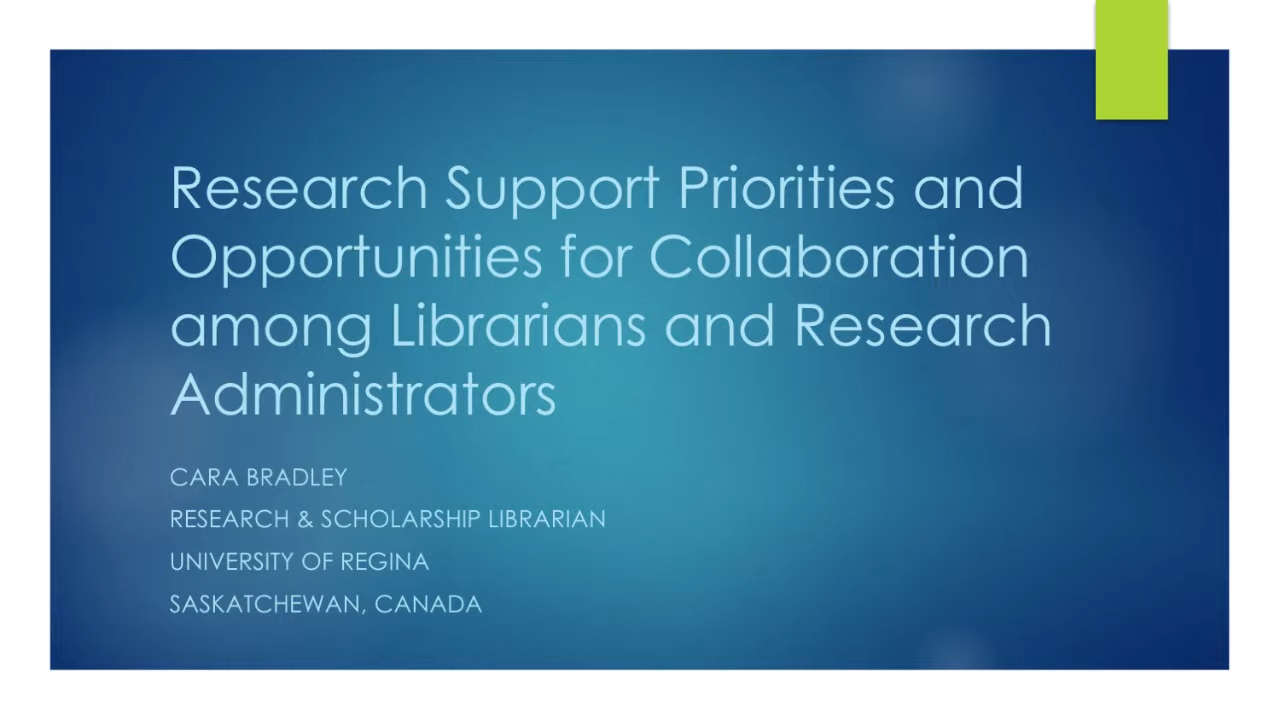 Research Support Priorities and
Opportunities for Collaboration
among Librarians and Research
Administrators
CARA BRADLEY
RESEARCH & SCHOLARSHIP LIBRARIAN
UNIVERSITY OF REGINA
SASKATCHEWAN, CANADA